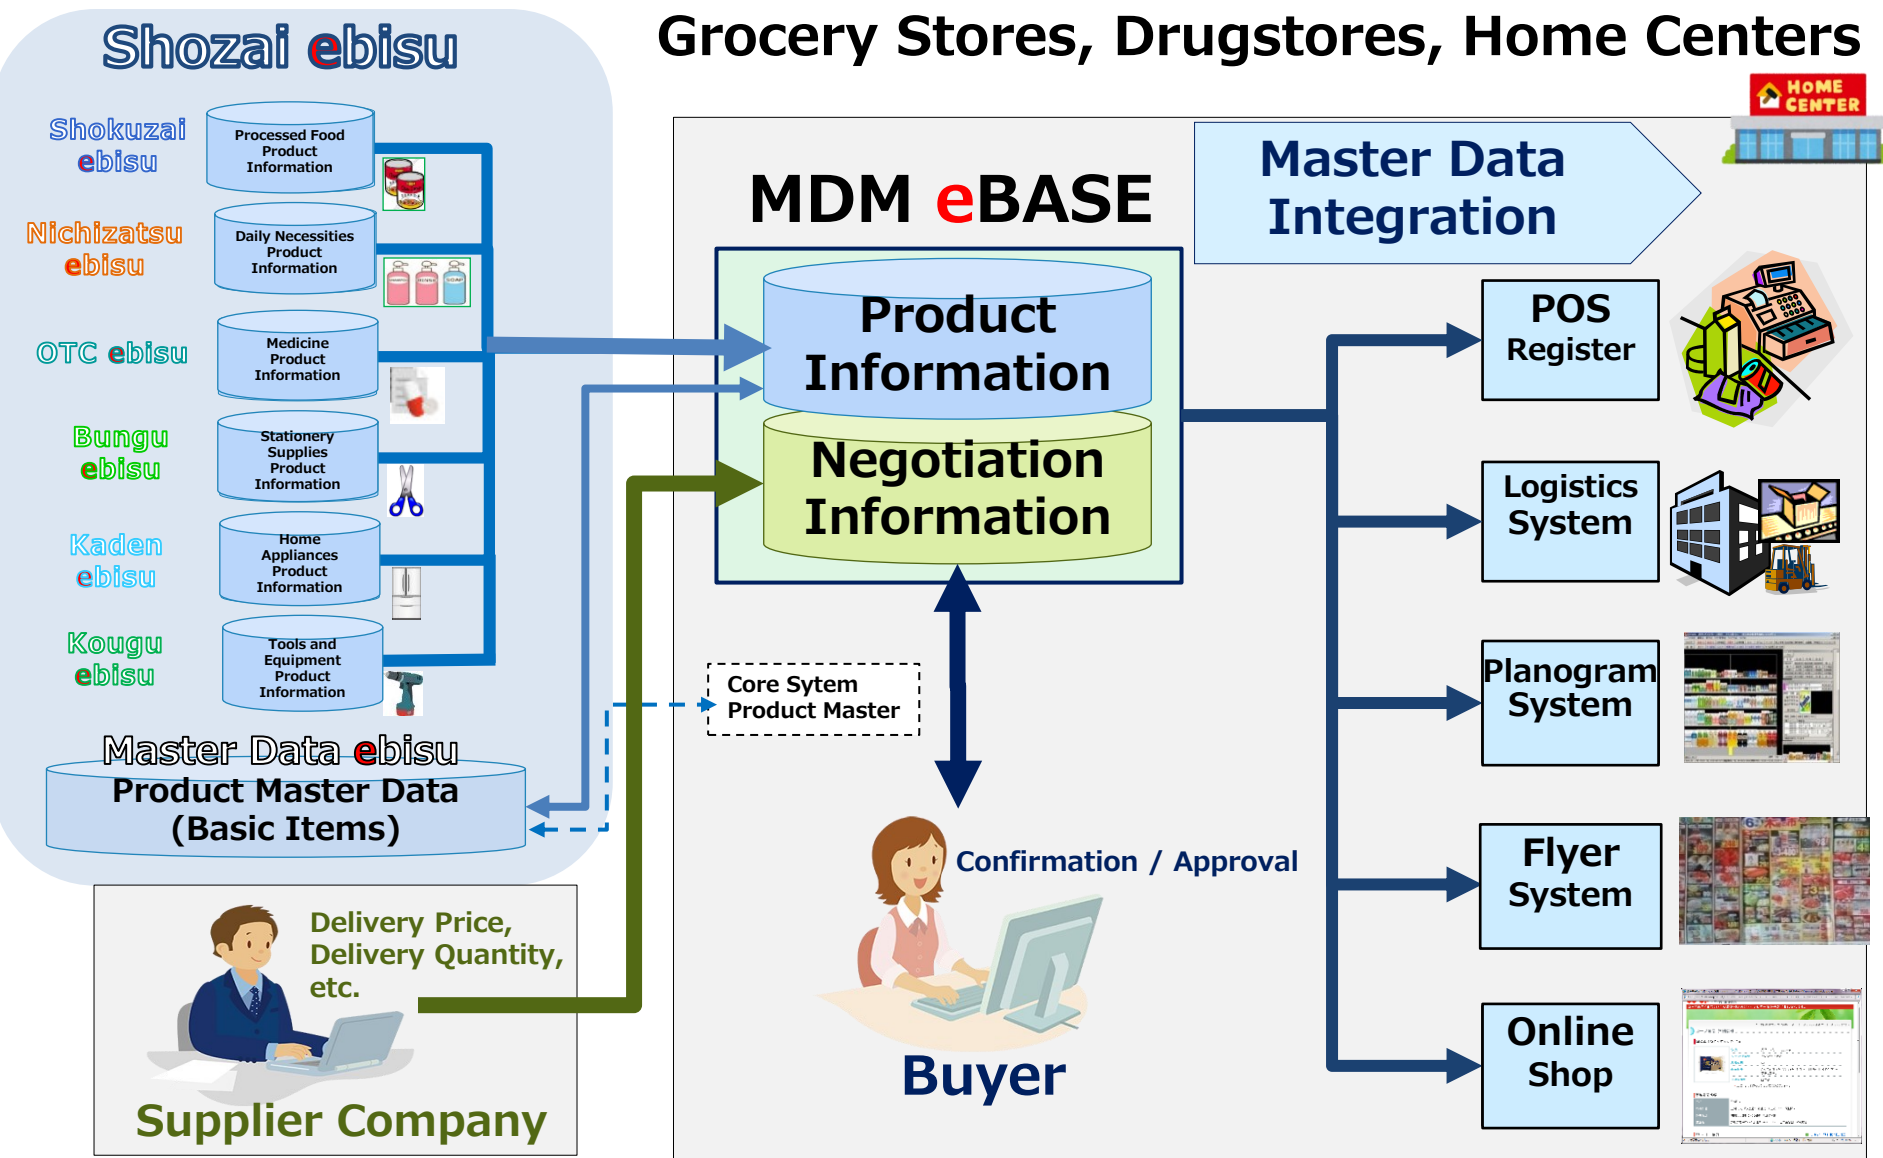 Shozai ebisu
Grocery Stores, Drugstores, Home Centers
HOME
CENTER
Shokuzai
ebisu
Processed Food
Product
Information
Nichizatsu
ebisu
Daily Necessities
Product
Information
OTC ebisu
Medicine
Product
Information
Bungu
ebisu
Stationery
Supplies
Product
Information
Kaden
ebisu
Home
Appliances
Product
Information
Kougu
ebisu
Tools and
Equipment
Product
Information
Master Data ebisu
Product Master Data
(Basic Items)
Delivery Price,
Delivery Quantity,
etc.
Supplier Company
MDM eBASE
Master Data
Integration
Product
Information
Negotiation
Information
Core Sytem
Product Master
Confirmation / Approval
Buyer
POS
Register
Logistics
System
Planogram
System
Flyer
System
Online
Shop